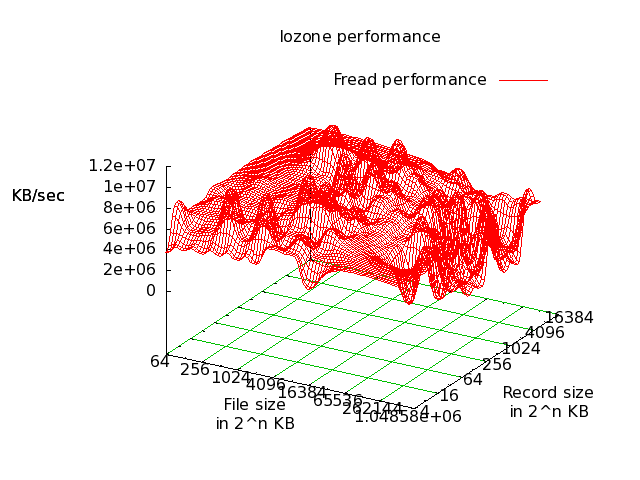 Iozone performance
Fread performance
KB/sec
1.2e+07
1e+07
8e+06
6e+06
4e+06
2e+06
0
64
256
1024
4096
16384
65536
262144
1.04858e+06
File size
in 2^n KB
4
16
64
256
1024
4096
16384
Record size
in 2^n KB